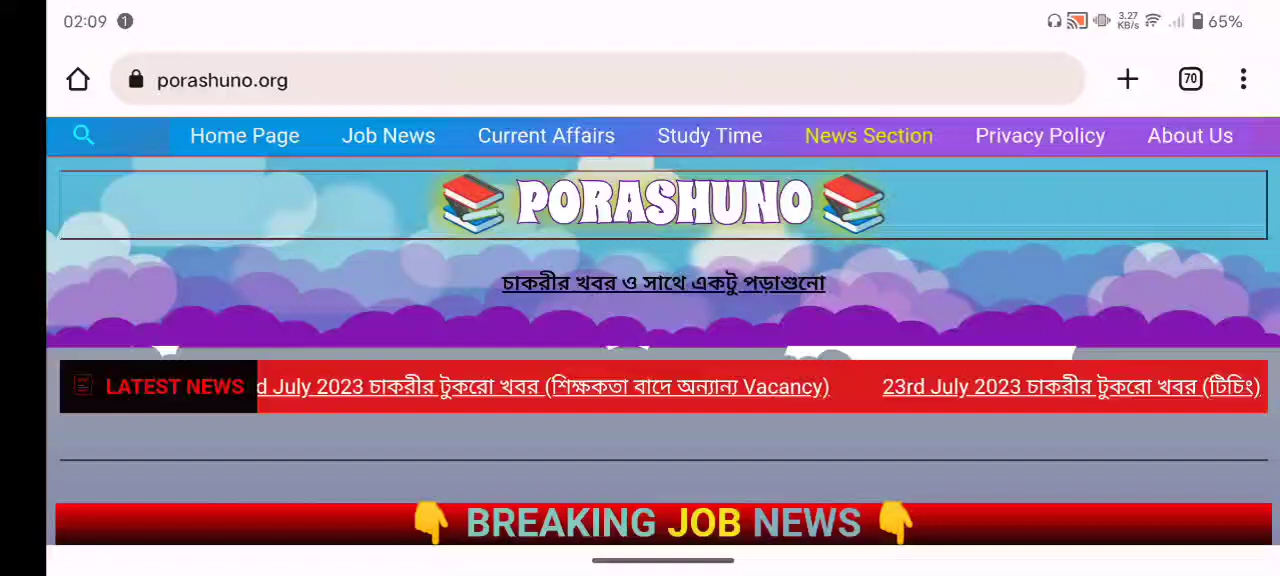 02:09 1 3.27 KB/s 65%
porashuno.org 70
Home Page Job News Current Affairs Study Time News Section Privacy Policy About Us
PORASHUNO
চাকরীর খবর ও সাথে একটু পড়াশুনো
LATEST NEWS d July 2023 চাকরীর টুকরো খবর (শিক্ষকতা বাদে অন্যান্য Vacancy) 23rd July 2023 চাকরীর টুকরো খবর (টিচিং)
BREAKING JOB NEWS